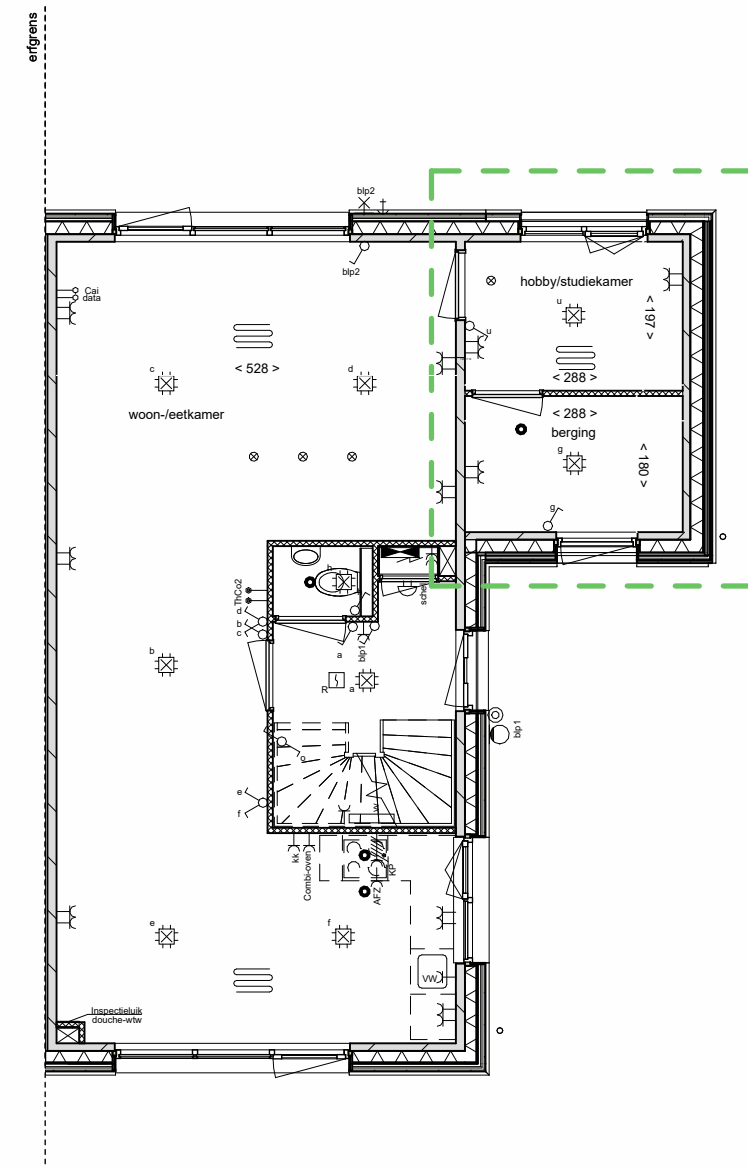 erfgrens
blp2
blp2
Cai
data
hobby/studiekamer
u
< 197 >
u
< 528 >
c
d
< 288 >
woon-/eetkamer
< 288 >
berging
g
< 180 >
g
ThCo2
d
b
c
a
blp1
b
R
a
blp1
o
e
f
kk
Combi-oven
KP
AFZ
e
f
VW
Inspectieluik
douche-wtw